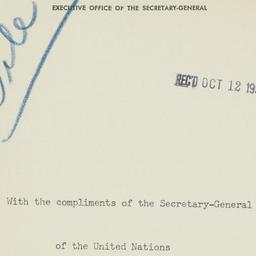 EXECUTIVE OFFICE OF THE SECRETARY-GENERAL
REC'D OCT 12
With the compliments of the Secretary-General
of the United Nations